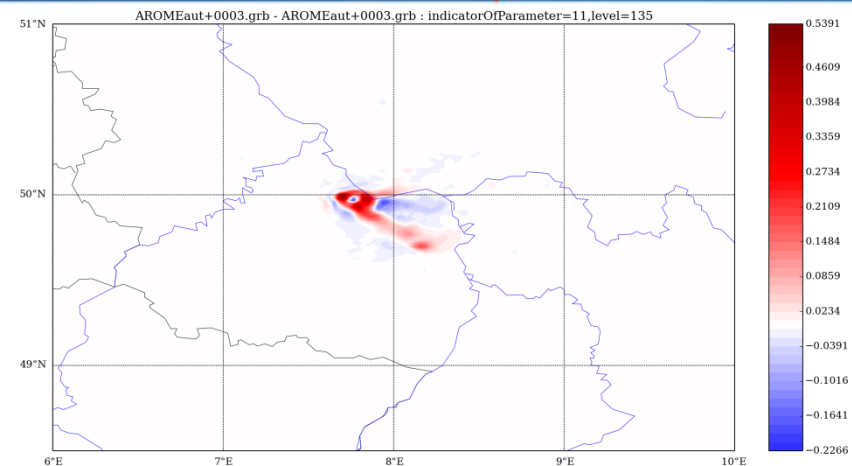 AROMEaut+0003.grb - AROMEaut+0003.grb : indicatorOfParameter=11,level=135
51°N
50°N
49°N
6°E
7°E
8°E
9°E
10°E
0.5391
0.4609
0.3984
0.3359
0.2734
0.2109
0.1484
0.0859
0.0234
−0.0391
−0.1016
−0.1641
−0.2266